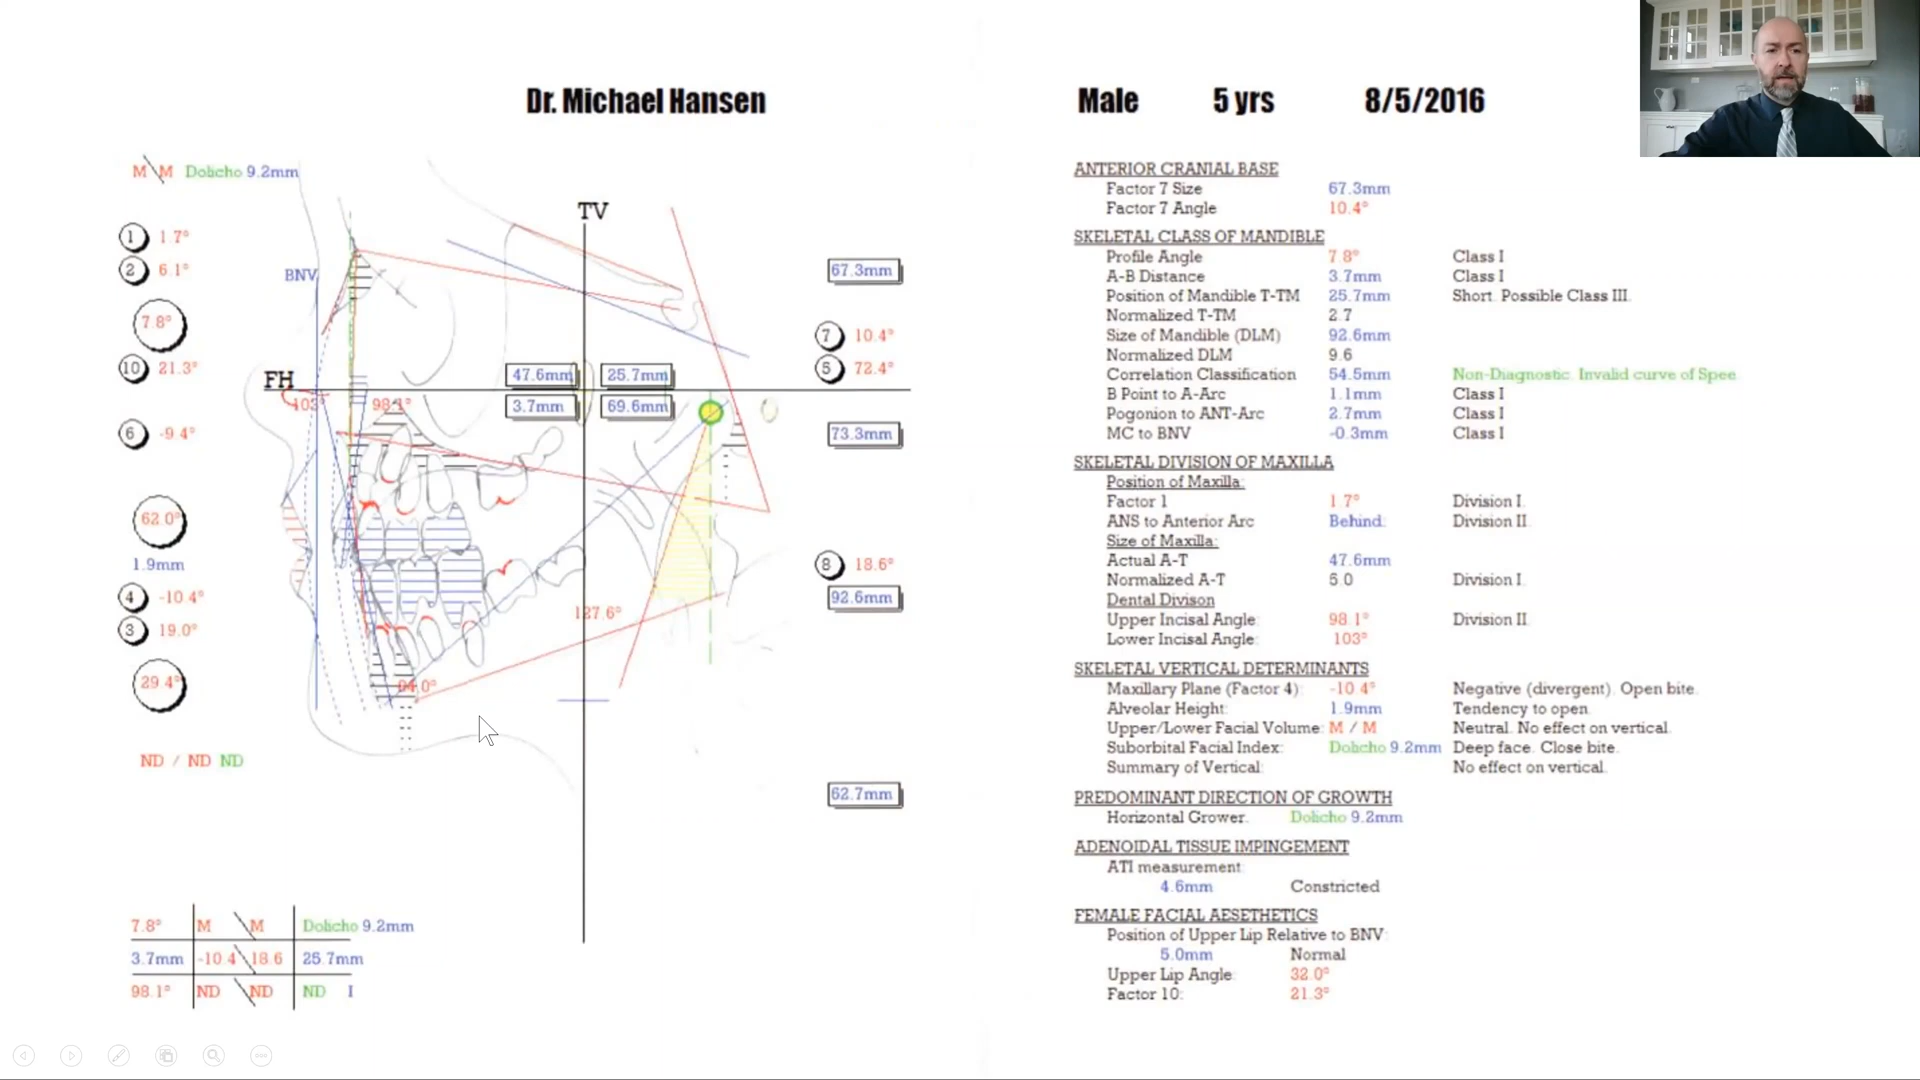 Dr. Michael Hansen
Male 5 yrs 8/5/2016
M M Dolicho 9.2mm
TV
1 1.7°
2 6.1°
BNV
67.3mm
7.8°
7 10.4°
10 21.3°
5 72.4°
FH
47.6mm 25.7mm
103° 98.1°
3.7mm 69.6mm
6 -9.4°
73.3mm
62.0°
1.9mm
8 18.6°
4 -10.4°
92.6mm
3 19.0°
127.6°
29.4°
ND / ND ND
62.7mm
7.8° M M Dolicho 9.2mm
3.7mm -10.4 18.6 25.7mm
98.1° ND ND ND I
ANTERIOR CRANIAL BASE
Factor 7 Size 67.3mm
Factor 7 Angle 10.4°
SKELETAL CLASS OF MANDIBLE
Profile Angle 7.8° Class I
A-B Distance 3.7mm Class I
Position of Mandible T-TM 25.7mm Short. Possible Class III.
Normalized T-TM 2.7
Size of Mandible (DLM) 92.6mm
Normalized DLM 9.6
Correlation Classification 54.5mm Non-Diagnostic. Invalid curve of Spee.
B Point to A-Arc 1.1mm Class I
Pogonion to ANT-Arc 2.7mm Class I
MC to BNV -0.3mm Class I
SKELETAL DIVISION OF MAXILLA
Position of Maxilla:
Factor 1 1.7° Division I.
ANS to Anterior Arc Behind. Division II.
Size of Maxilla:
Actual A-T 47.6mm
Normalized A-T 5.0 Division I.
Dental Divison
Upper Incisal Angle: 98.1° Division II.
Lower Incisal Angle: 103°
SKELETAL VERTICAL DETERMINANTS
Maxillary Plane (Factor 4): -10.4° Negative (divergent). Open bite.
Alveolar Height: 1.9mm Tendency to open.
Upper/Lower Facial Volume: M / M Neutral. No effect on vertical.
Suborbital Facial Index: Dolicho 9.2mm Deep face. Close bite.
Summary of Vertical: No effect on vertical.
PREDOMINANT DIRECTION OF GROWTH
Horizontal Grower. Dolicho 9.2mm
ADENOIDAL TISSUE IMPINGEMENT
ATI measurement:
4.6mm Constricted
FEMALE FACIAL AESETHETICS
Position of Upper Lip Relative to BNV:
5.0mm Normal
Upper Lip Angle: 32.0°
Factor 10: 21.3°